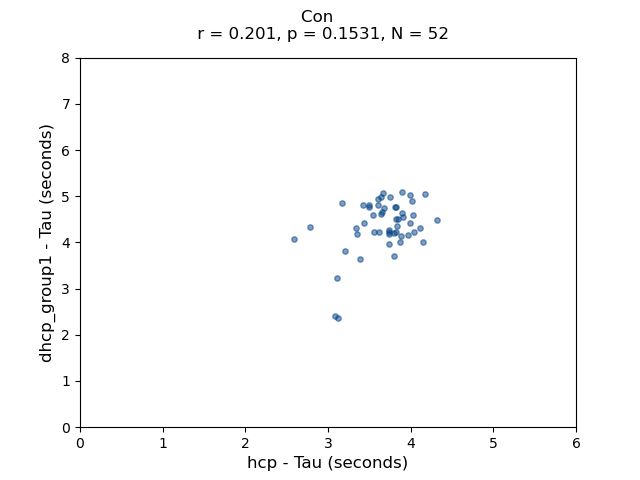 Con
r = 0.201, p = 0.1531, N = 52
8
7
6
5
4
3
2
1
0
dhcp_group1 - Tau (seconds)
0 1 2 3 4 5 6
hcp - Tau (seconds)